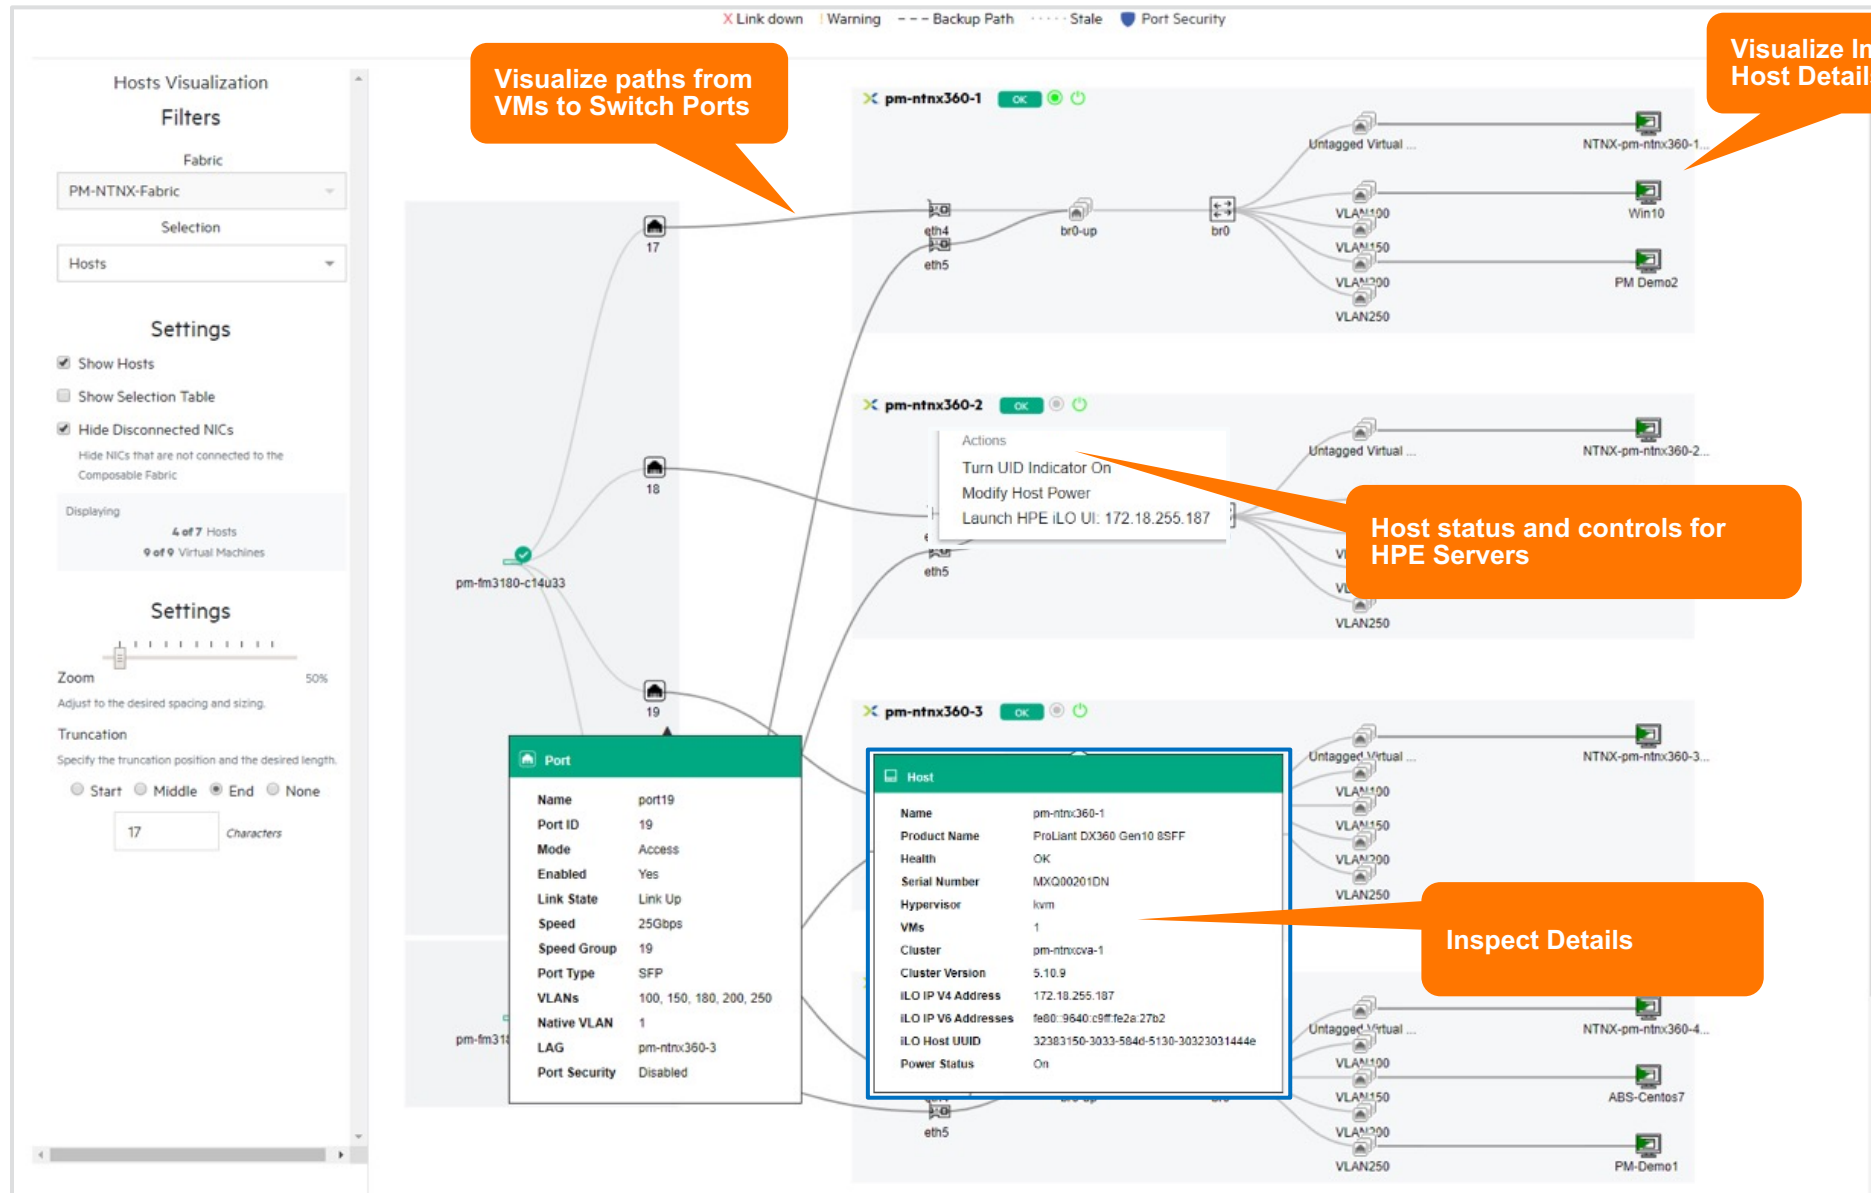 X Link down ! Warning - - - Backup Path ····· Stale Port Security
Visualize paths from
VMs to Switch Ports
Visualize In
Host Detail
Hosts Visualization
Filters
Fabric
PM-NTNX-Fabric
Selection
Hosts
Settings
Show Hosts
Show Selection Table
Hide Disconnected NICs
Hide NICs that are not connected to the
Composable Fabric
Displaying
4 of 7 Hosts
9 of 9 Virtual Machines
Settings
Zoom 50%
Adjust to the desired spacing and sizing.
Truncation
Specify the truncation position and the desired length.
Start Middle End None
17 Characters
pm-fm3180-c14u33
pm-fm318
17
18
19
pm-ntnx360-1 OK
eth4
eth5
br0-up
br0
Untagged Virtual ...
VLAN100
VLAN150
VLAN200
VLAN250
NTNX-pm-ntnx360-1...
Win10
PM Demo2
pm-ntnx360-2 OK
Actions
Turn UID Indicator On
Modify Host Power
Launch HPE iLO UI: 172.18.255.187
eth5
Untagged Virtual ...
VLAN250
NTNX-pm-ntnx360-2...
Host status and controls for
HPE Servers
pm-ntnx360-3 OK
Untagged Virtual ...
VLAN100
VLAN150
VLAN200
VLAN250
NTNX-pm-ntnx360-3...
Port
Name port19
Port ID 19
Mode Access
Enabled Yes
Link State Link Up
Speed 25Gbps
Speed Group 19
Port Type SFP
VLANs 100, 150, 180, 200, 250
Native VLAN 1
LAG pm-ntnx360-3
Port Security Disabled
Host
Name pm-ntnx360-1
Product Name ProLiant DX360 Gen10 8SFF
Health OK
Serial Number MXQ00201DN
Hypervisor kvm
VMs 1
Cluster pm-ntnxcva-1
Cluster Version 5.10.9
iLO IP V4 Address 172.18.255.187
iLO IP V6 Addresses fe80::9640:c9ff:fe2a:27b2
iLO Host UUID 32383150-3033-584d-5130-30323031444e
Power Status On
Inspect Details
eth5
Untagged Virtual ...
VLAN100
VLAN150
VLAN200
VLAN250
NTNX-pm-ntnx360-4...
ABS-Centos7
PM-Demo1